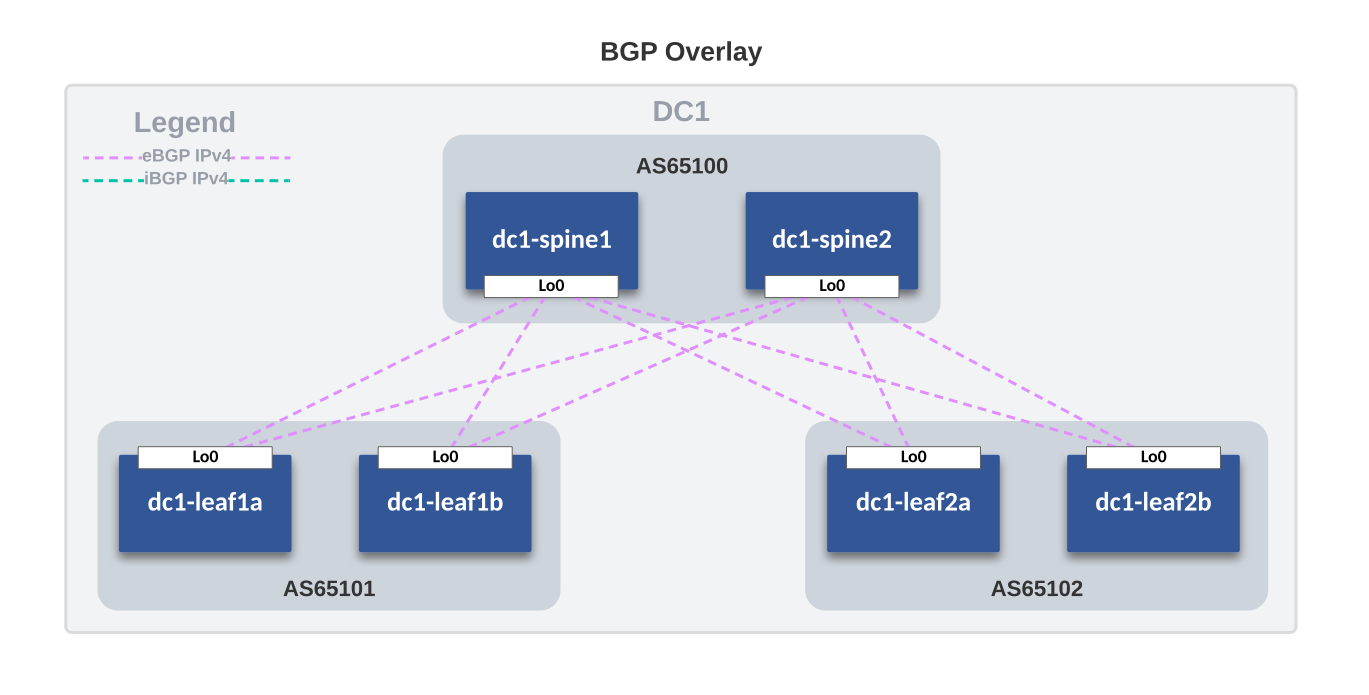 BGP Overlay
DC1
Legend
eBGP IPv4
iBGP IPv4
AS65100
dc1-spine1
dc1-spine2
Lo0
Lo0
Lo0
Lo0
Lo0
Lo0
dc1-leaf1a
dc1-leaf1b
dc1-leaf2a
dc1-leaf2b
AS65101
AS65102